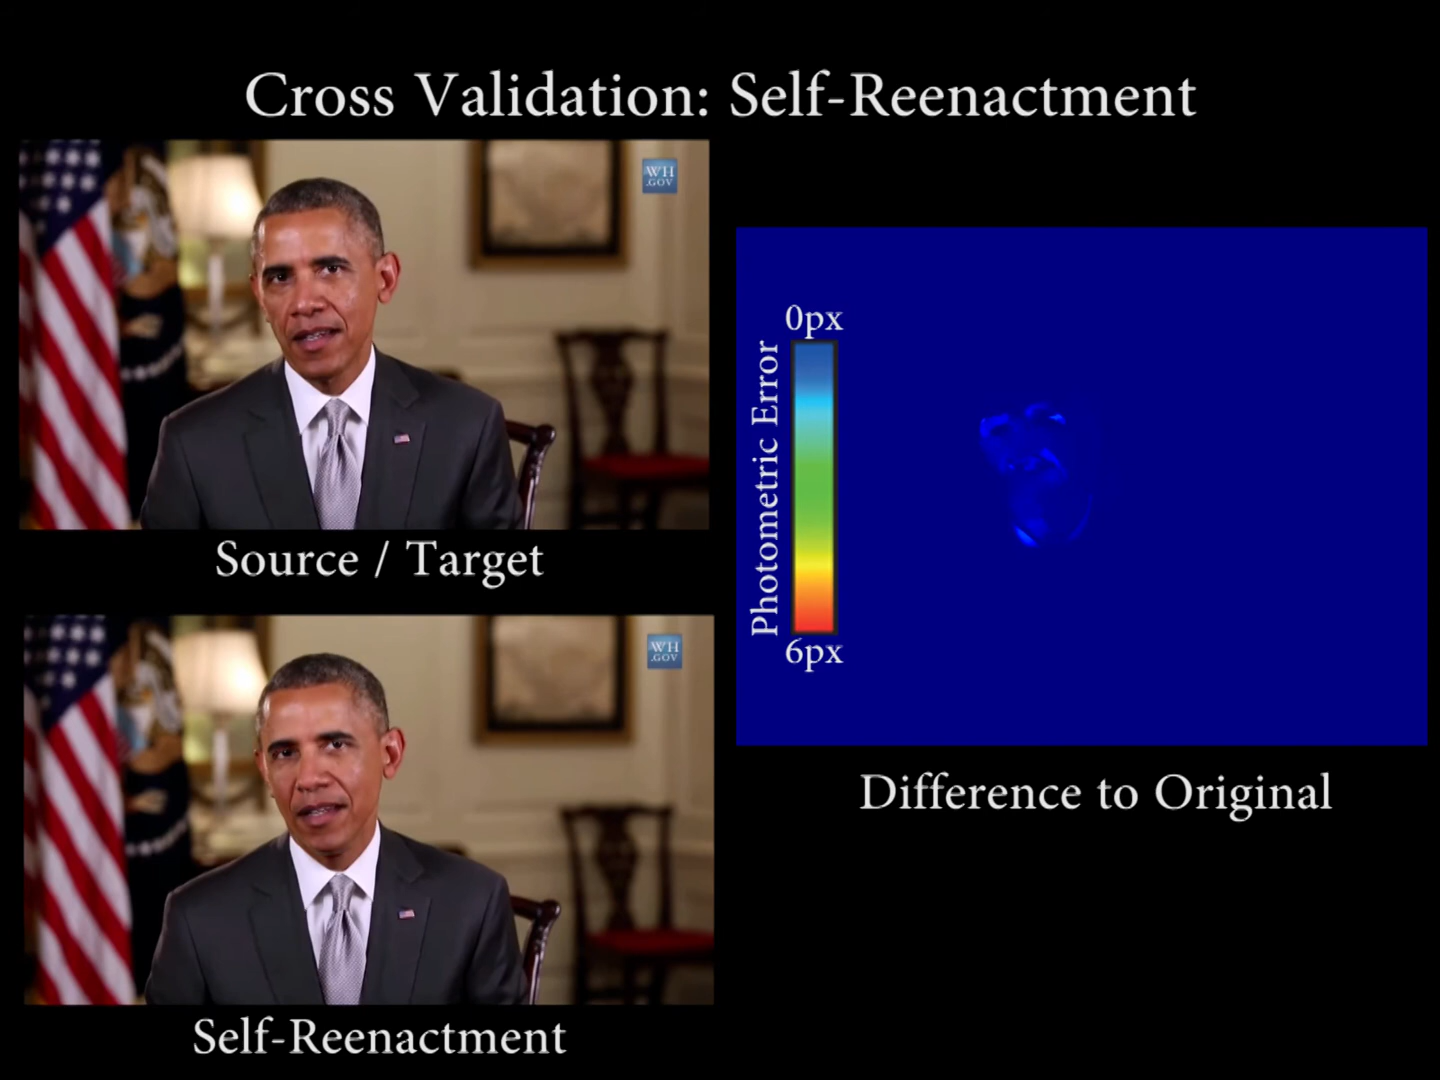 Cross Validation: Self-Reenactment
WH
.GOV
Source / Target
0px
Photometric Error
6px
Difference to Original
WH
.GOV
Self-Reenactment